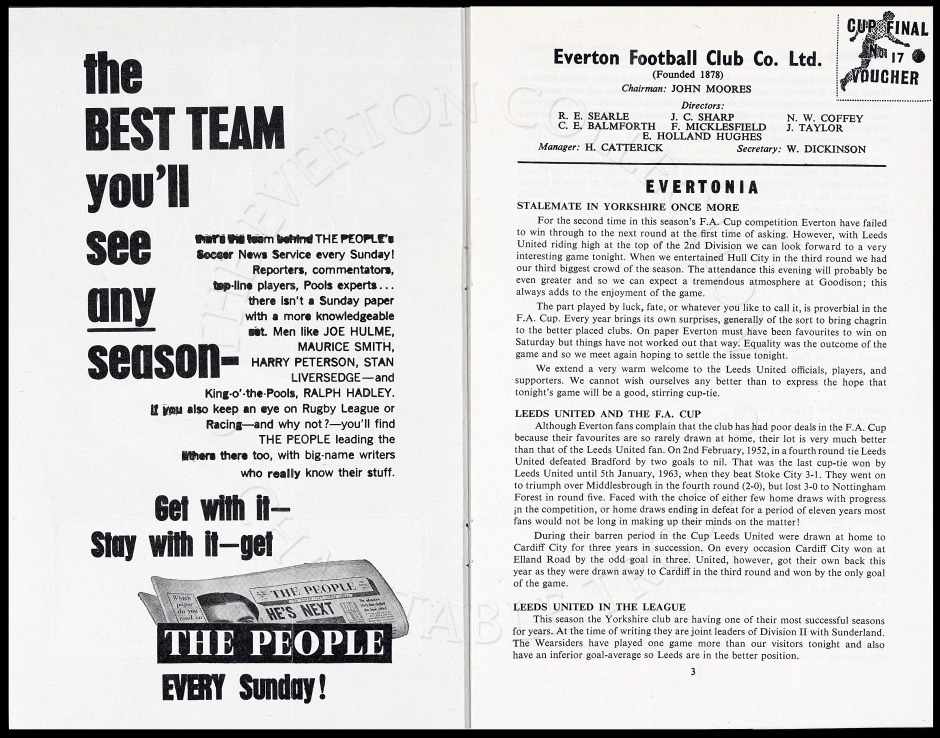 the
BEST TEAM
you'll
see
any
season-
that's the team behind THE PEOPLE's
Soccer News Service every Sunday!
Reporters, commentators,
top-line players, Pools experts...
there isn't a Sunday paper
with a more knowledgeable
set. Men like JOE HULME,
MAURICE SMITH,
HARRY PETERSON, STAN
LIVERSEDGE—and
King-o'-the-Pools, RALPH HADLEY.
If you also keep an eye on Rugby League or
Racing—and why not?—you'll find
THE PEOPLE leading the
others there too, with big-name writers
who really know their stuff.
Get with it—
Stay with it—get
THE PEOPLE
Which
paper
do you
read on
HE'S NEXT
THE PEOPLE
EVERY Sunday!
CUP FINAL
No. 17
VOUCHER
Everton Football Club Co. Ltd.
(Founded 1878)
Chairman: JOHN MOORES
Directors:
R. E. SEARLE J. C. SHARP N. W. COFFEY
C. E. BALMFORTH F. MICKLESFIELD J. TAYLOR
E. HOLLAND HUGHES
Manager: H. CATTERICK Secretary: W. DICKINSON
EVERTONIA
STALEMATE IN YORKSHIRE ONCE MORE
For the second time in this season's F.A. Cup competition Everton have failed
to win through to the next round at the first time of asking. However, with Leeds
United riding high at the top of the 2nd Division we can look forward to a very
interesting game tonight. When we entertained Hull City in the third round we had
our third biggest crowd of the season. The attendance this evening will probably be
even greater and so we can expect a tremendous atmosphere at Goodison; this
always adds to the enjoyment of the game.
The part played by luck, fate, or whatever you like to call it, is proverbial in the
F.A. Cup. Every year brings its own surprises, generally of the sort to bring chagrin
to the better placed clubs. On paper Everton must have been favourites to win on
Saturday but things have not worked out that way. Equality was the outcome of the
game and so we meet again hoping to settle the issue tonight.
We extend a very warm welcome to the Leeds United officials, players, and
supporters. We cannot wish ourselves any better than to express the hope that
tonight's game will be a good, stirring cup-tie.
LEEDS UNITED AND THE F.A. CUP
Although Everton fans complain that the club has had poor deals in the F.A. Cup
because their favourites are so rarely drawn at home, their lot is very much better
than that of the Leeds United fan. On 2nd February, 1952, in a fourth round tie Leeds
United defeated Bradford by two goals to nil. That was the last cup-tie won by
Leeds United until 5th January, 1963, when they beat Stoke City 3-1. They went on
to triumph over Middlesbrough in the fourth round (2-0), but lost 3-0 to Nottingham
Forest in round five. Faced with the choice of either few home draws with progress
in the competition, or home draws ending in defeat for a period of eleven years most
fans would not be long in making up their minds on the matter!
During their barren period in the Cup Leeds United were drawn at home to
Cardiff City for three years in succession. On every occasion Cardiff City won at
Elland Road by the odd goal in three. United, however, got their own back this
year as they were drawn away to Cardiff in the third round and won by the only goal
of the game.
LEEDS UNITED IN THE LEAGUE
This season the Yorkshire club are having one of their most successful seasons
for years. At the time of writing they are joint leaders of Division II with Sunderland.
The Wearsiders have played one game more than our visitors tonight and also
have an inferior goal-average so Leeds are in the better position.
3
THE EVERTON COLLECTION
CHARITABLE TRUST